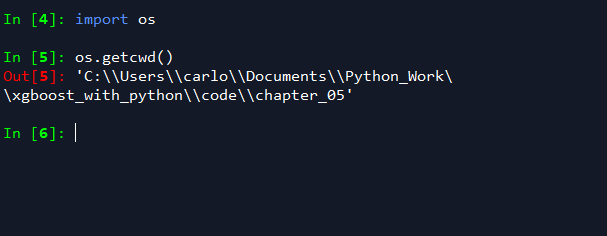 In [4]: import os
In [5]: os.getcwd()
Out[5]: 'C:\\Users\\carlo\\Documents\\Python_Work\
\xgboost_with_python\\code\\chapter_05'
In [6]: